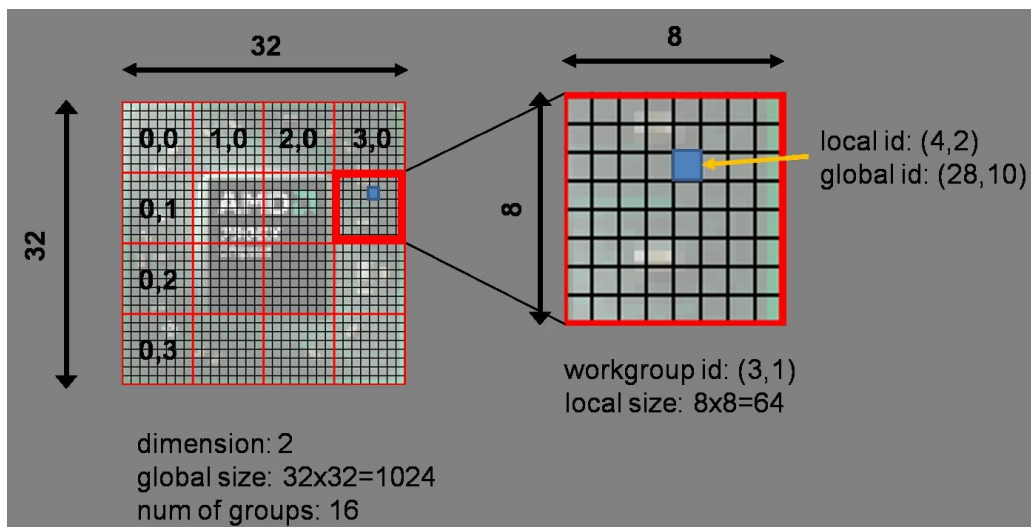 32
32
0,0 1,0 2,0 3,0
0,1
0,2
0,3
AMD
dimension: 2
global size: 32x32=1024
num of groups: 16
8
8
local id: (4,2)
global id: (28,10)
workgroup id: (3,1)
local size: 8x8=64